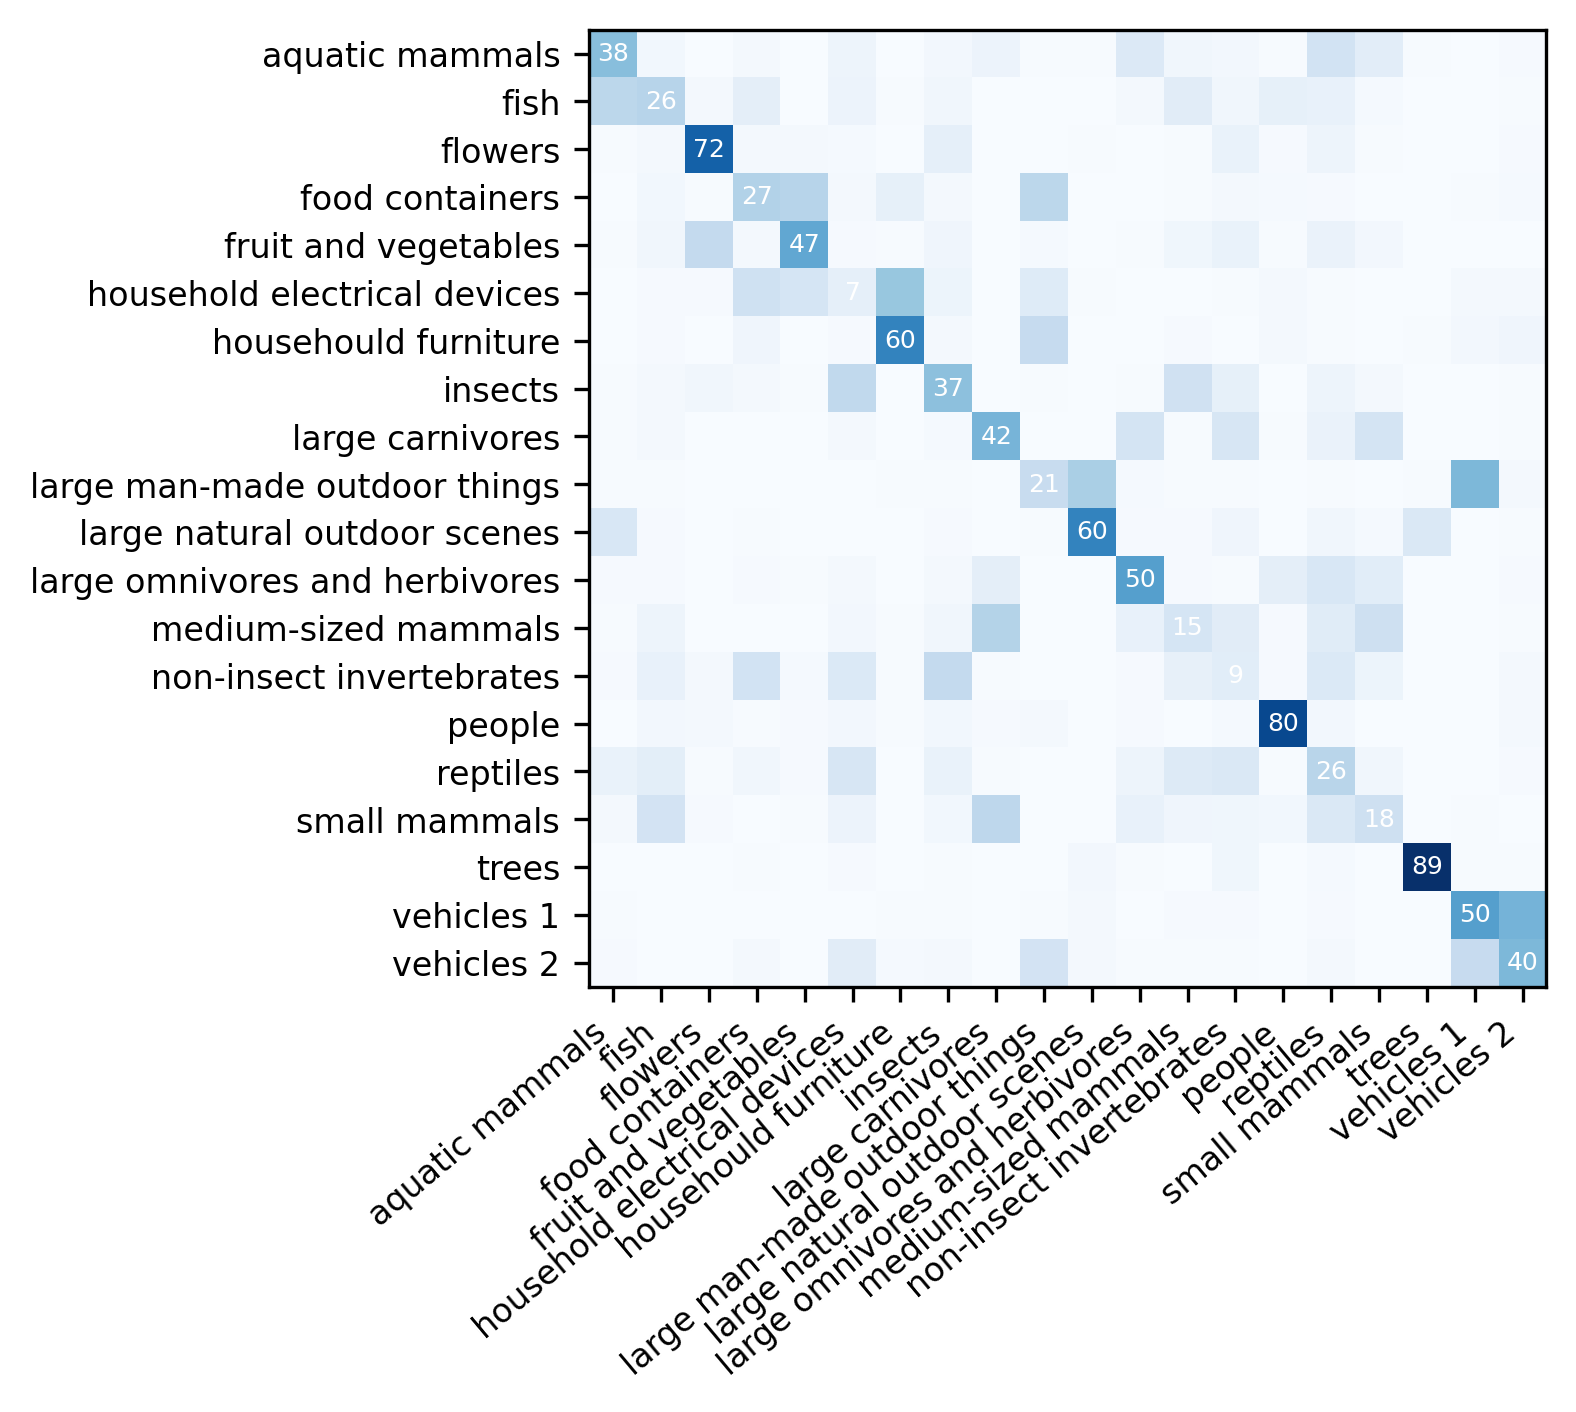 aquatic mammals 38
fish 26
flowers 72
food containers 27
fruit and vegetables 47
household electrical devices 7
househould furniture 60
insects 37
large carnivores 42
large man-made outdoor things 21
large natural outdoor scenes 60
large omnivores and herbivores 50
medium-sized mammals 15
non-insect invertebrates 9
people 80
reptiles 26
small mammals 18
trees 89
vehicles 1 50
vehicles 2 40
aquatic mammals
fish
flowers
food containers
fruit and vegetables
household electrical devices
househould furniture
insects
large carnivores
large man-made outdoor things
large natural outdoor scenes
large omnivores and herbivores
medium-sized mammals
non-insect invertebrates
people
reptiles
small mammals
trees
vehicles 1
vehicles 2